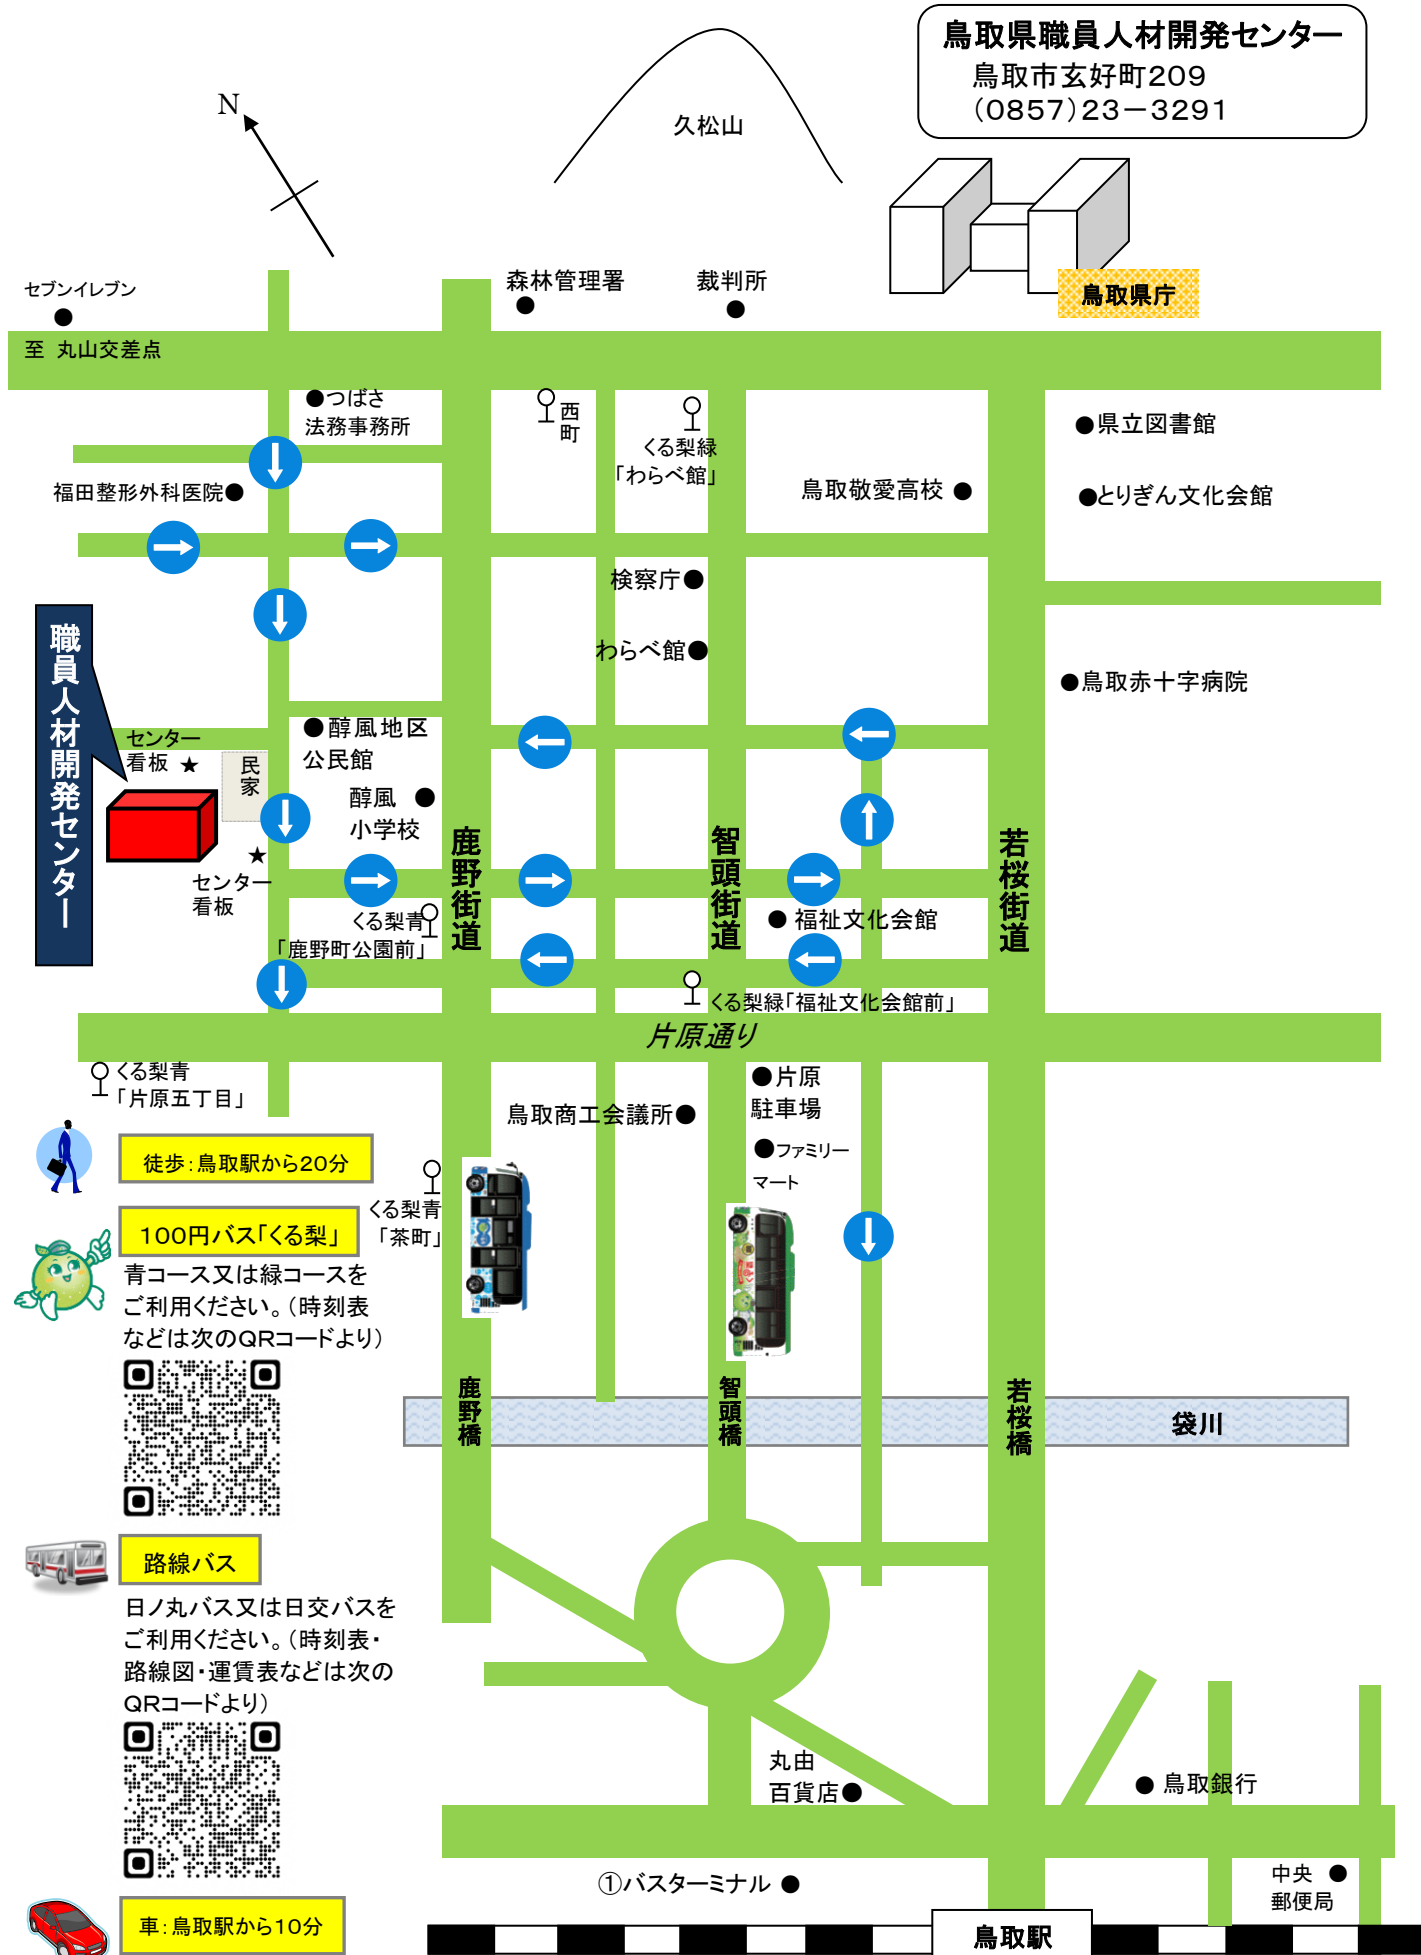 鳥取県職員人材開発センター
鳥取市玄好町209
(0857)23-3291
N
久松山
鳥取県庁
セブンイレブン
至 丸山交差点
森林管理署
裁判所
●つばさ
法務事務所
西町
くる梨緑
「わらべ館」
●県立図書館
福田整形外科医院●
鳥取敬愛高校 ●
●とりぎん文化会館
検察庁●
わらべ館●
●鳥取赤十字病院
職員人材開発センター
センター
看板 ★
民家
●醇風地区
公民館
醇風 ●
小学校
★
センター
看板
鹿野街道
智頭街道
若桜街道
くる梨青
「鹿野町公園前」
● 福祉文化会館
くる梨緑「福祉文化会館前」
片原通り
くる梨青
「片原五丁目」
鳥取商工会議所●
●片原
駐車場
●ファミリー
マート
徒歩：鳥取駅から20分
くる梨青
「茶町」
100円バス「くる梨」
青コース又は緑コースを
ご利用ください。（時刻表
などは次のQRコードより）
鹿野橋
智頭橋
若桜橋
袋川
路線バス
日ノ丸バス又は日交バスを
ご利用ください。（時刻表・
路線図・運賃表などは次の
QRコードより）
丸由
百貨店●
● 鳥取銀行
①バスターミナル ●
中央 ●
郵便局
車：鳥取駅から10分
鳥取駅